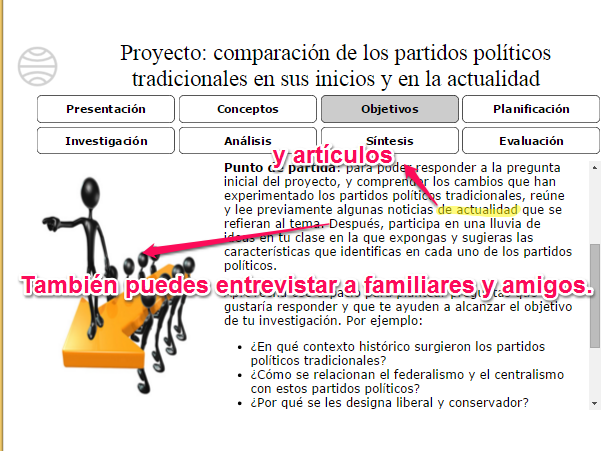 Proyecto: comparación de los partidos políticos
tradicionales en sus inicios y en la actualidad
Presentación Conceptos Objetivos Planificación
Investigación Análisis Síntesis Evaluación
y artículos
Punto de partida: para poder responder a la pregunta
inicial del proyecto, y comprender los cambios que han
experimentado los partidos políticos tradicionales, reúne
y lee previamente algunas noticias de actualidad que se
refieran al tema. Después, participa en una lluvia de
ideas en tu clase en la que expongas y sugieras las
características que identificas en cada uno de los partidos
políticos.
También puedes entrevistar a familiares y amigos.
gustaría responder y que te ayuden a alcanzar el objetivo
de tu investigación. Por ejemplo:
• ¿En qué contexto histórico surgieron los partidos
políticos tradicionales?
• ¿Cómo se relacionan el federalismo y el centralismo
con estos partidos políticos?
• ¿Por qué se les designa liberal y conservador?